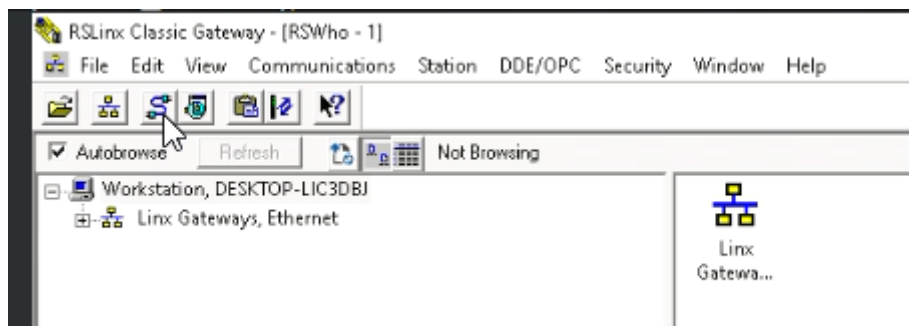 RSLinx Classic Gateway - [RSWho - 1]
File Edit View Communications Station DDE/OPC Security Window Help
Autobrowse Refresh Not Browsing
Workstation, DESKTOP-LIC3DBJ
Linx Gateways, Ethernet
Linx
Gatewa...